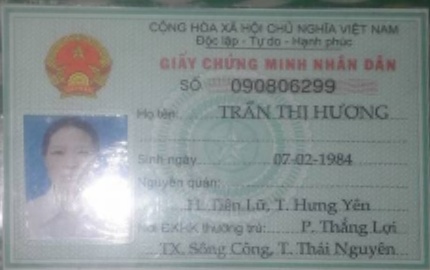 CỘNG HÒA XÃ HỘI CHỦ NGHĨA VIỆT NAM
Độc lập - Tự do - Hạnh phúc
GIẤY CHỨNG MINH NHÂN DÂN
SỐ 090806299
Họ tên: TRẦN THỊ HƯƠNG
Sinh ngày 07-02-1984
Nguyên quán:
H. Tiên Lữ, T. Hưng Yên
Nơi ĐKHK thường trú: P. Thắng Lợi
TX. Sông Công, T. Thái Nguyên